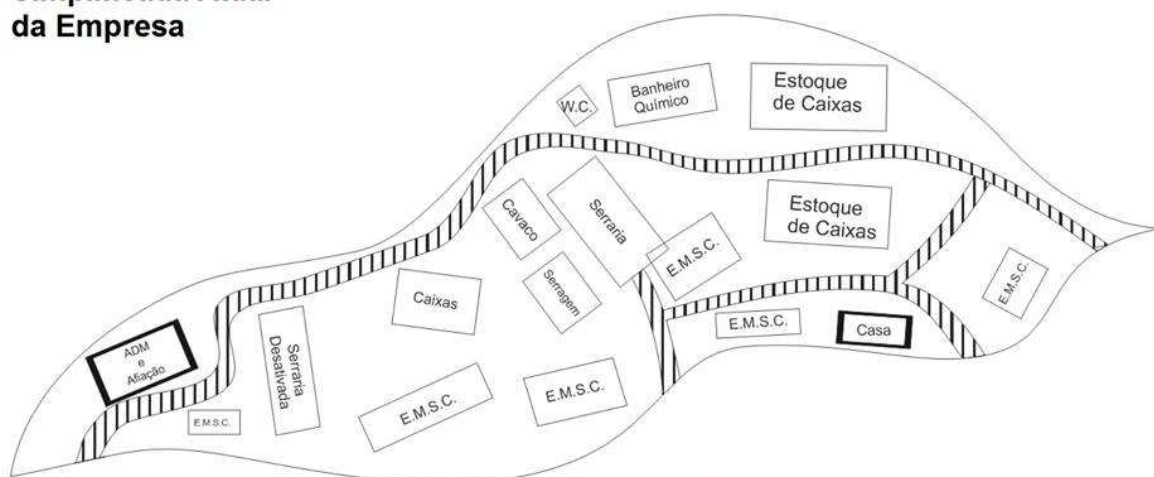 da Empresa
W.C.
Banheiro
Químico
Estoque
de Caixas
Cavaco
Serraria
Estoque
de Caixas
E.M.S.C.
E.M.S.C.
Serragem
Caixas
E.M.S.C.
Casa
ADM
e
Afiação
Serraria
Desativada
E.M.S.C.
E.M.S.C.
E.M.S.C.